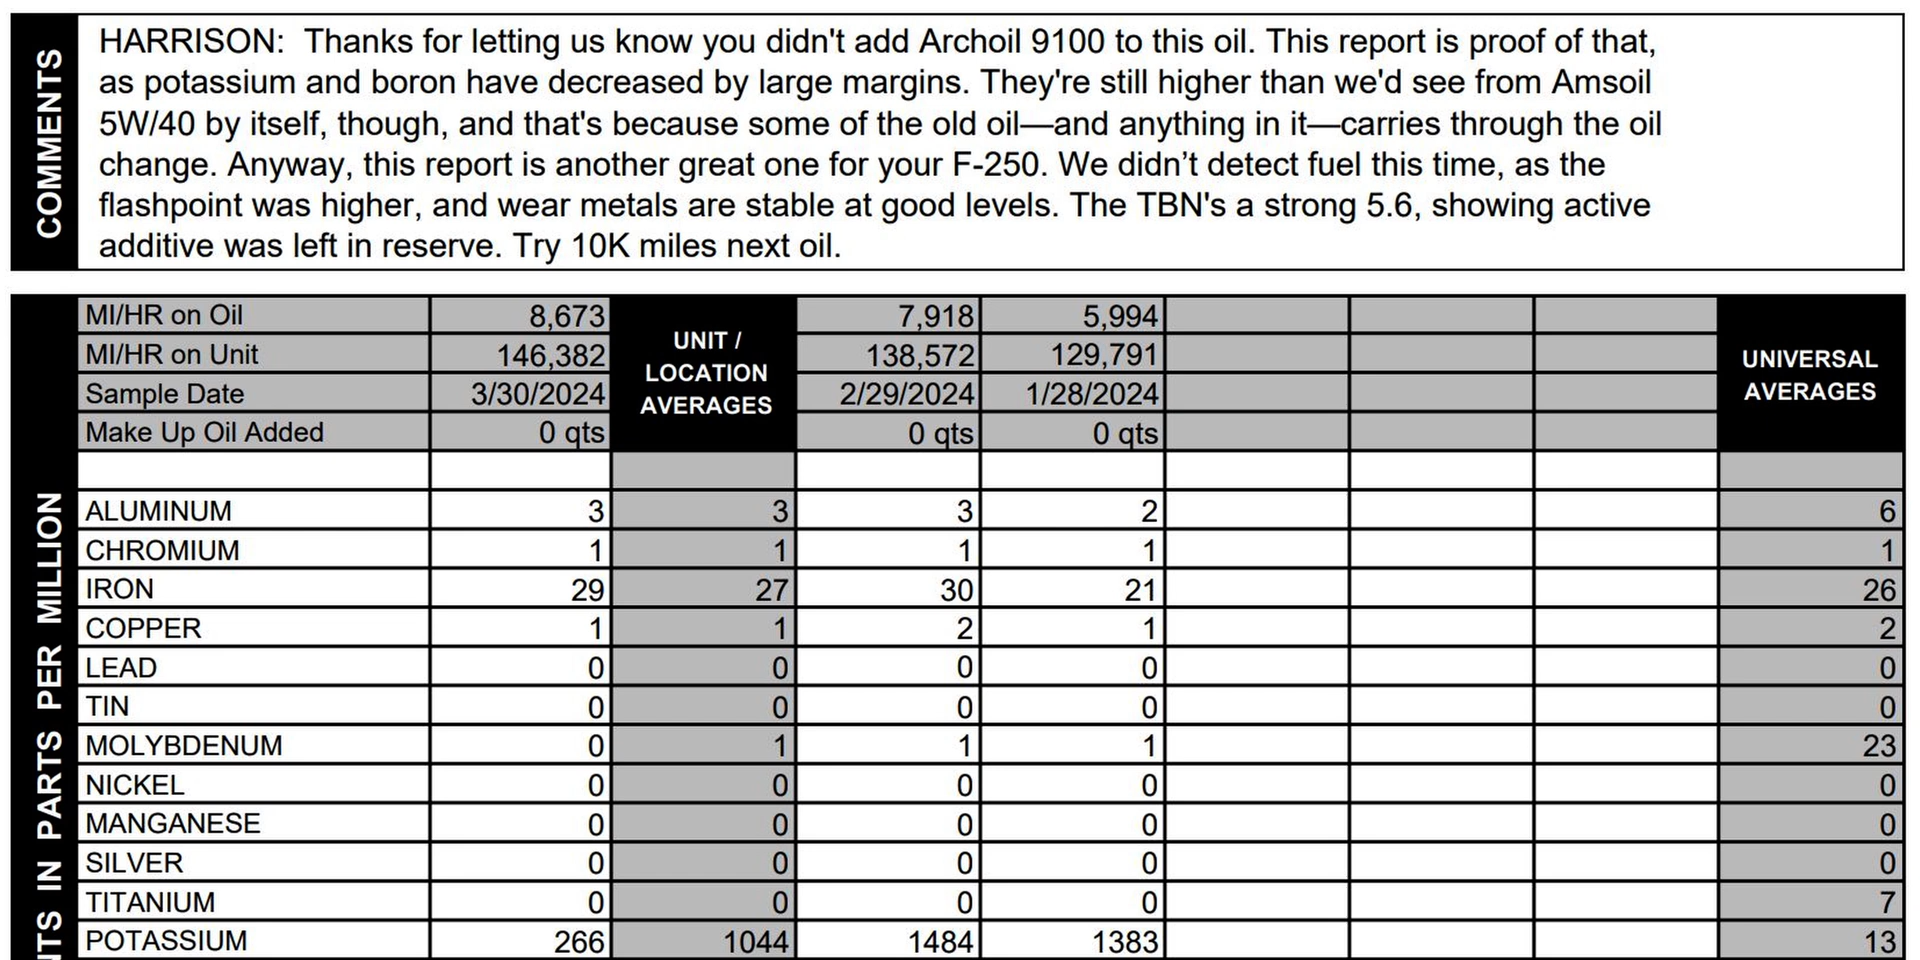 COMMENTS
HARRISON: Thanks for letting us know you didn't add Archoil 9100 to this oil. This report is proof of that,
as potassium and boron have decreased by large margins. They're still higher than we'd see from Amsoil
5W/40 by itself, though, and that's because some of the old oil—and anything in it—carries through the oil
change. Anyway, this report is another great one for your F-250. We didn’t detect fuel this time, as the
flashpoint was higher, and wear metals are stable at good levels. The TBN's a strong 5.6, showing active
additive was left in reserve. Try 10K miles next oil.
MI/HR on Oil 8,673 7,918 5,994
MI/HR on Unit 146,382 138,572 129,791
Sample Date 3/30/2024 2/29/2024 1/28/2024
Make Up Oil Added 0 qts 0 qts 0 qts
UNIT /
LOCATION
AVERAGES
UNIVERSAL
AVERAGES
NTS IN PARTS PER MILLION
ALUMINUM 3 3 3 2 6
CHROMIUM 1 1 1 1 1
IRON 29 27 30 21 26
COPPER 1 1 2 1 2
LEAD 0 0 0 0 0
TIN 0 0 0 0 0
MOLYBDENUM 0 1 1 1 23
NICKEL 0 0 0 0 0
MANGANESE 0 0 0 0 0
SILVER 0 0 0 0 0
TITANIUM 0 0 0 0 7
POTASSIUM 266 1044 1484 1383 13